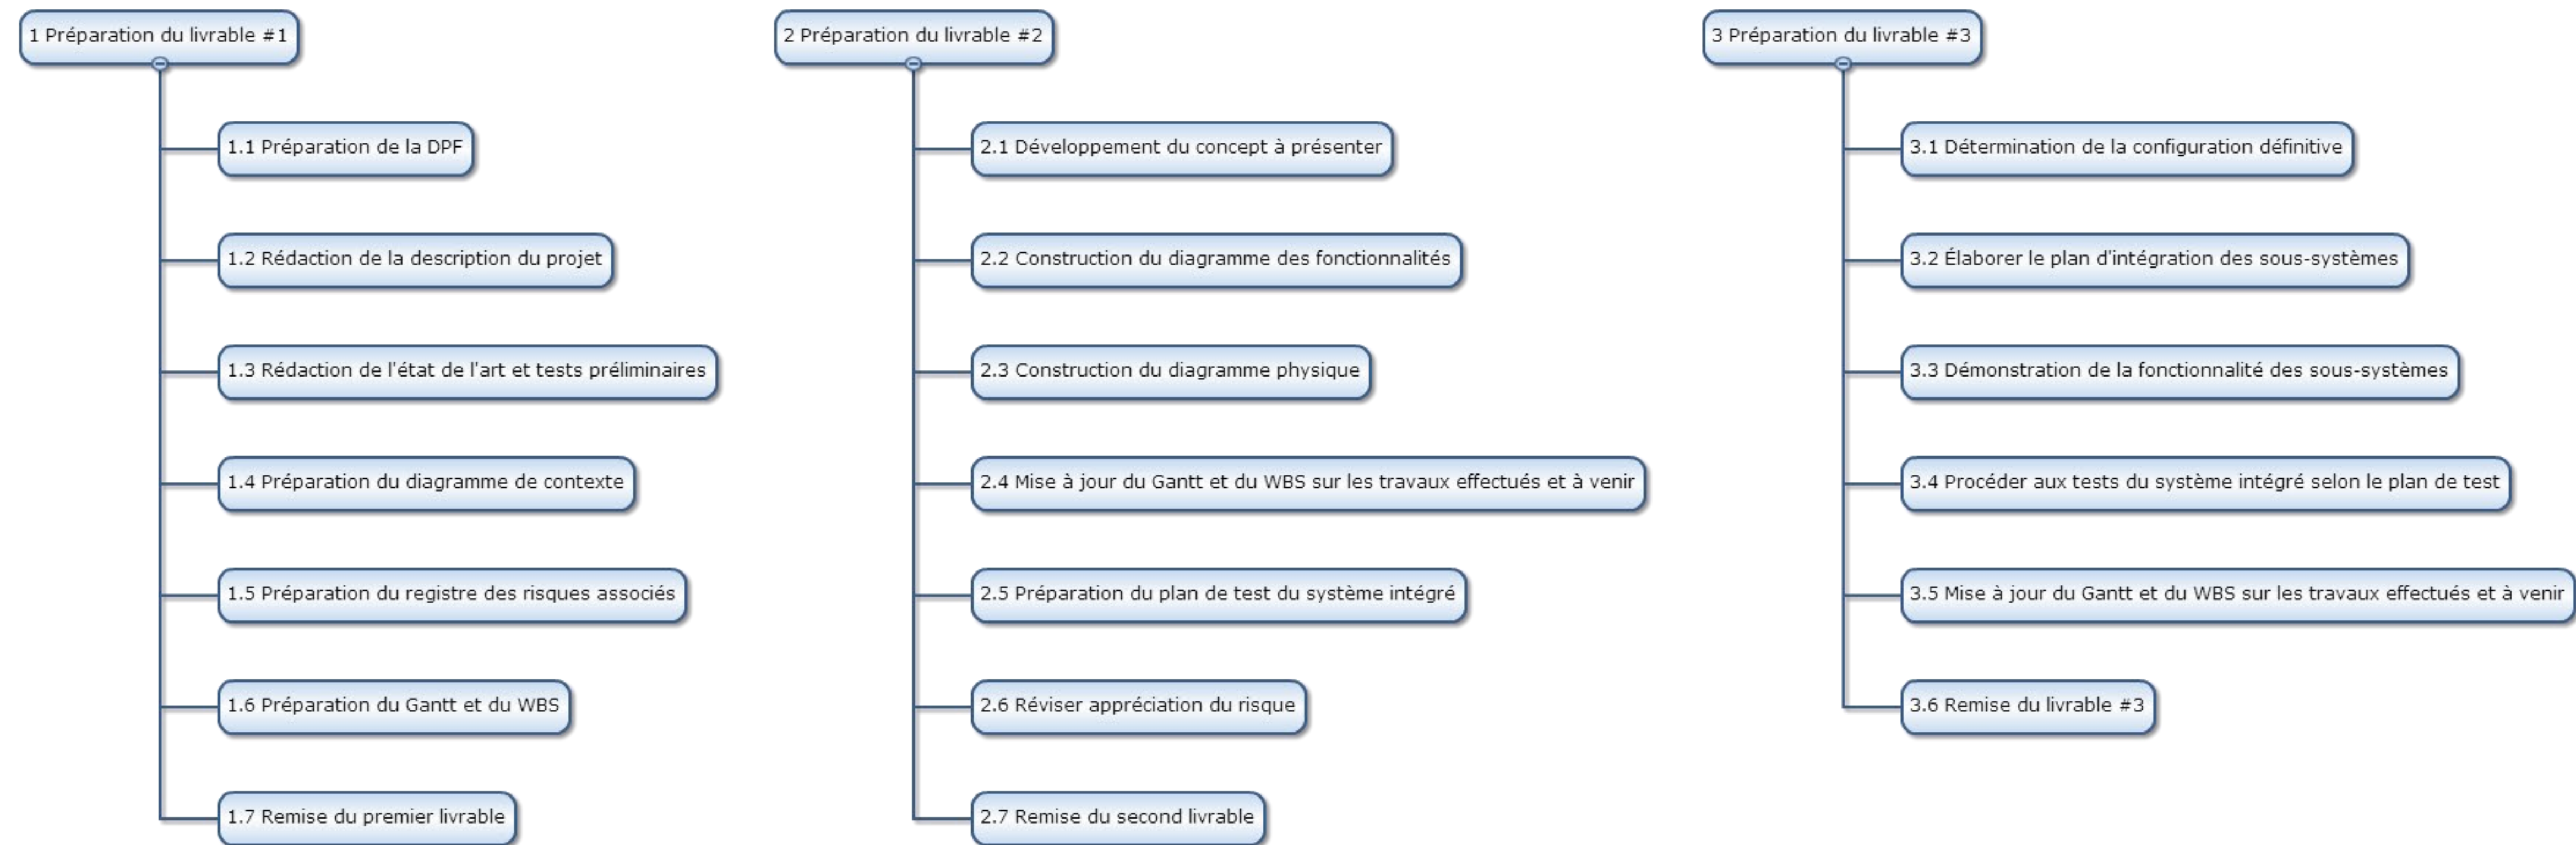 1 Préparation du livrable #1
1.1 Préparation de la DPF
1.2 Rédaction de la description du projet
1.3 Rédaction de l'état de l'art et tests préliminaires
1.4 Préparation du diagramme de contexte
1.5 Préparation du registre des risques associés
1.6 Préparation du Gantt et du WBS
1.7 Remise du premier livrable
2 Préparation du livrable #2
2.1 Développement du concept à présenter
2.2 Construction du diagramme des fonctionnalités
2.3 Construction du diagramme physique
2.4 Mise à jour du Gantt et du WBS sur les travaux effectués et à venir
2.5 Préparation du plan de test du système intégré
2.6 Réviser appréciation du risque
2.7 Remise du second livrable
3 Préparation du livrable #3
3.1 Détermination de la configuration définitive
3.2 Élaborer le plan d'intégration des sous-systèmes
3.3 Démonstration de la fonctionnalité des sous-systèmes
3.4 Procéder aux tests du système intégré selon le plan de test
3.5 Mise à jour du Gantt et du WBS sur les travaux effectués et à venir
3.6 Remise du livrable #3